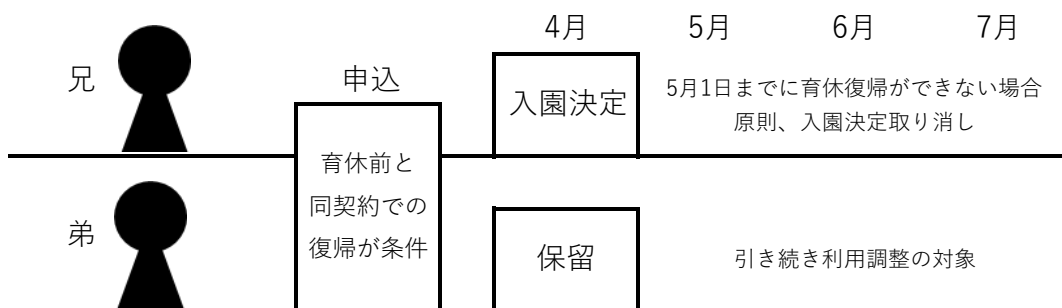 4月
5月
6月
7月
兄
申込
入園決定
5月1日までに育休復帰ができない場合
原則、入園決定取り消し
育休前と
同契約での
復帰が条件
弟
保留
引き続き利用調整の対象